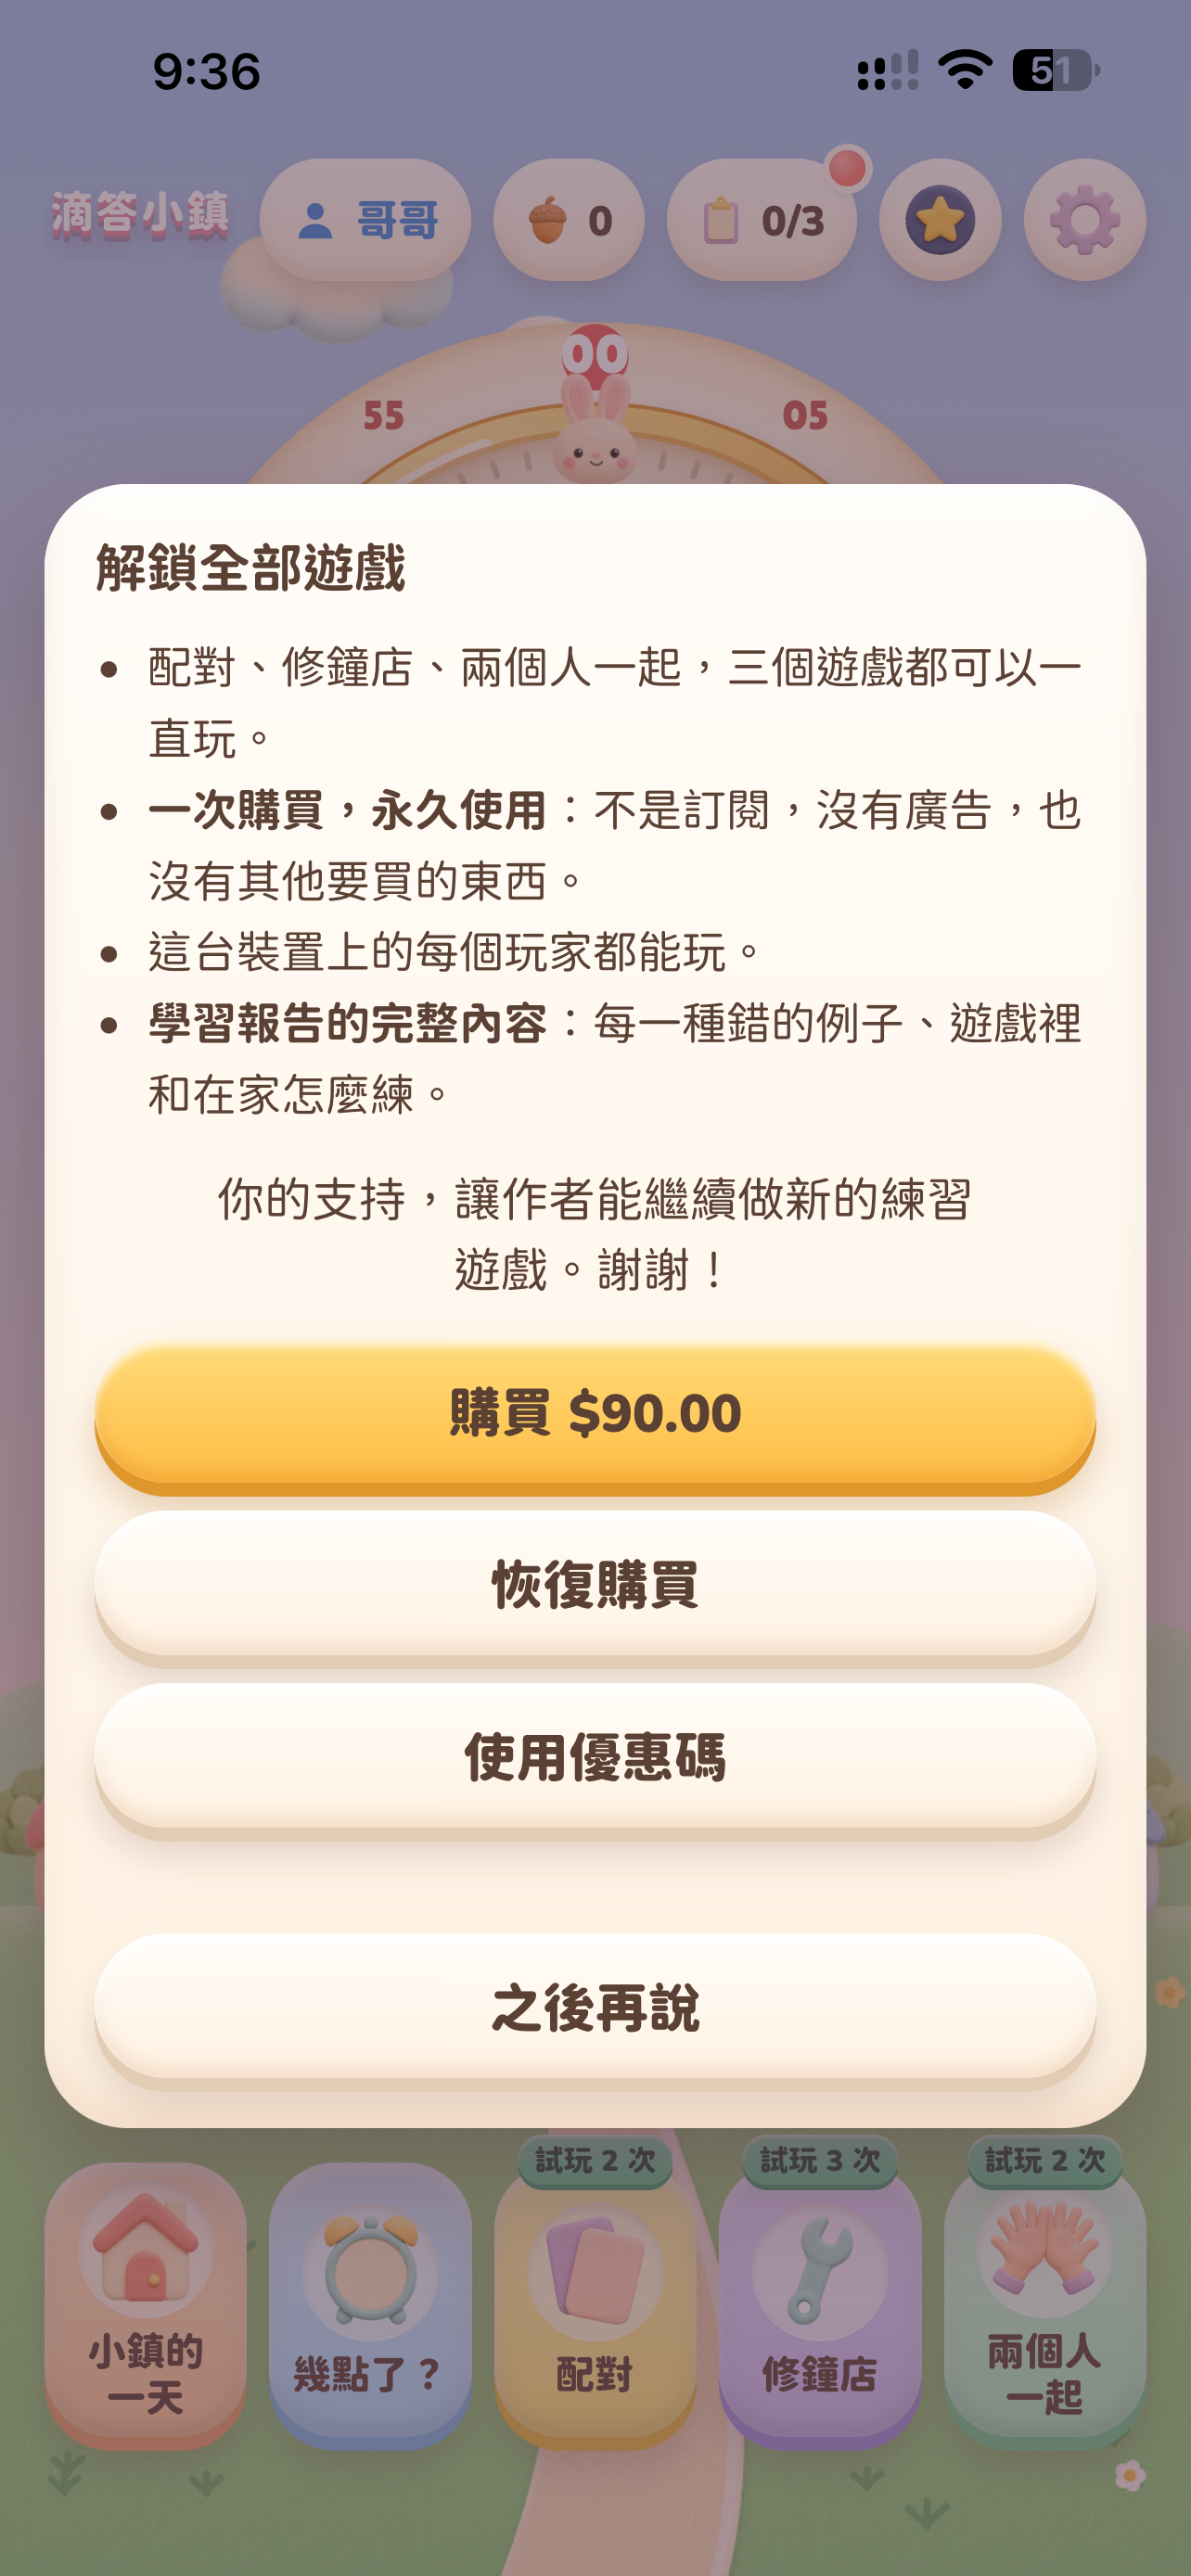 9:36
51
滴答小鎮
哥哥
0
0/3
00
55
05
解鎖全部遊戲
• 配對、修鐘店、兩個人一起，三個遊戲都可以一
直玩。
• 一次購買，永久使用：不是訂閱，沒有廣告，也
沒有其他要買的東西。
• 這台裝置上的每個玩家都能玩。
• 學習報告的完整內容：每一種錯的例子、遊戲裡
和在家怎麼練。
你的支持，讓作者能繼續做新的練習
遊戲。謝謝！
購買 $90.00
恢復購買
使用優惠碼
之後再說
試玩 2 次
試玩 3 次
試玩 2 次
小鎮的
一天
幾點了？
配對
修鐘店
兩個人
一起